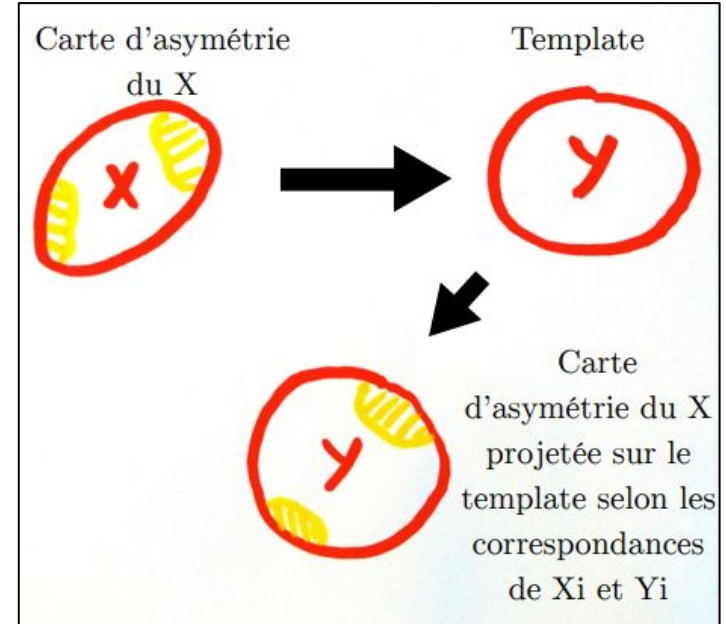 Carte d'asymétrie
du X
X
Template
Y
Carte
d'asymétrie du X
projetée sur le
template selon les
correspondances
de Xi et Yi
Y